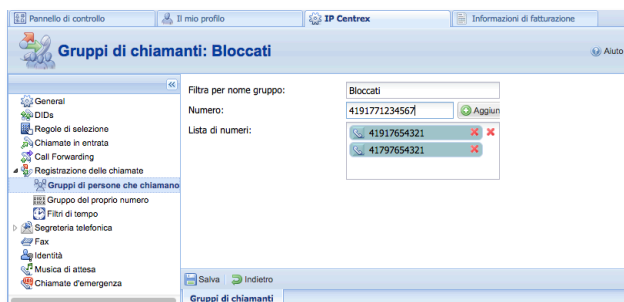 Pannello di controllo
Il mio profilo
IP Centrex
Informazioni di fatturazione
Gruppi di chiamanti: Bloccati
Aiuto
General
DIDs
Regole di selezione
Chiamate in entrata
Call Forwarding
Registrazione delle chiamate
Gruppi di persone che chiamano
Gruppo del proprio numero
Filtri di tempo
Segreteria telefonica
Fax
Identità
Musica di attesa
Chiamate d'emergenza
Filtra per nome gruppo: Bloccati
Numero: 4191771234567 Aggiun
Lista di numeri: 41917654321
41797654321
Salva Indietro
Gruppi di chiamanti